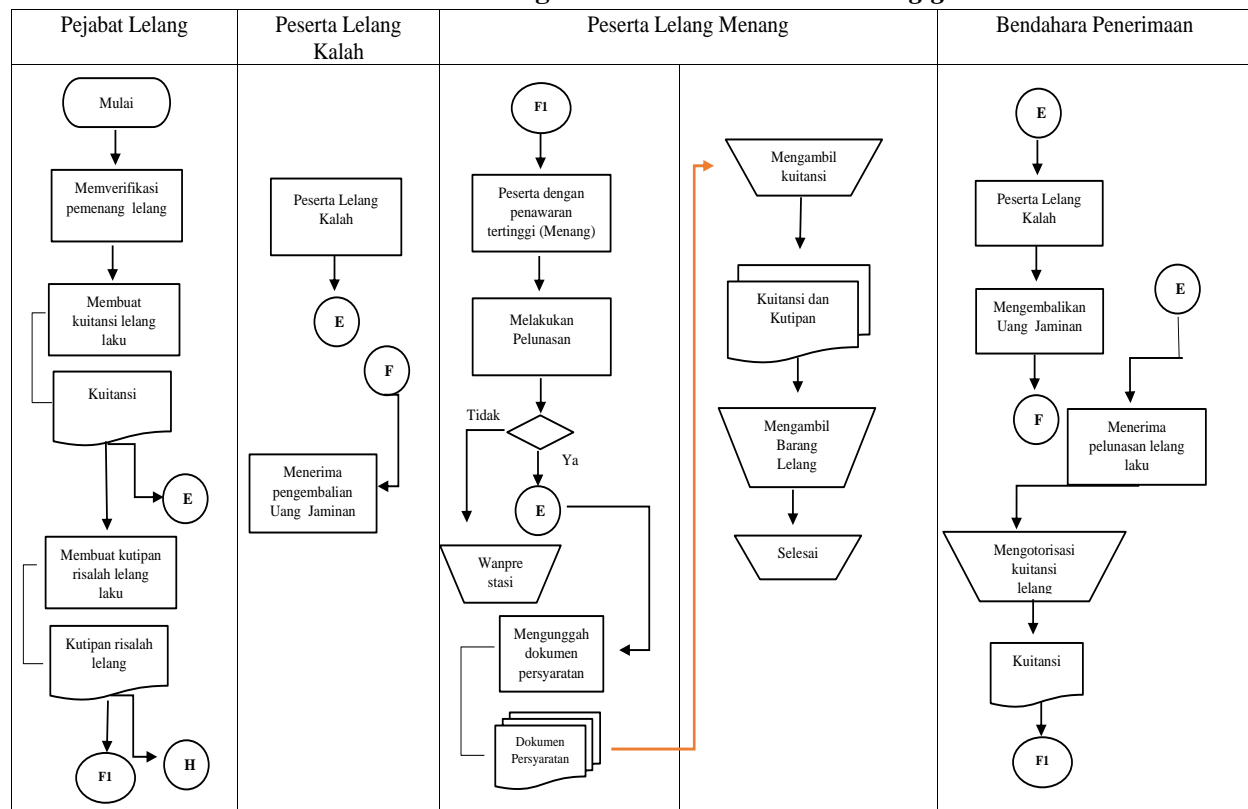 Pejabat Lelang
Peserta Lelang
Kalah
Peserta Lelang Menang
Bendahara Penerimaan
Mulai
Memverifikasi
pemenang lelang
Membuat
kuitansi lelang
laku
Kuitansi
E
Membuat kutipan
risalah lelang
laku
Kutipan risalah
lelang
F1
H
Peserta Lelang
Kalah
E
F
Menerima
pengembalian
Uang Jaminan
F1
Peserta dengan
penawaran
tertinggi (Menang)
Melakukan
Pelunasan
Tidak
Ya
E
Wanpre
stasi
Mengunggah
dokumen
persyaratan
Dokumen
Persyaratan
Mengambil
kuitansi
Kuitansi dan
Kutipan
Mengambil
Barang
Lelang
Selesai
E
Peserta Lelang
Kalah
Mengembalikan
Uang Jaminan
F
E
Menerima
pelunasan lelang
laku
Mengotorisasi
kuitansi
lelang
Kuitansi
F1